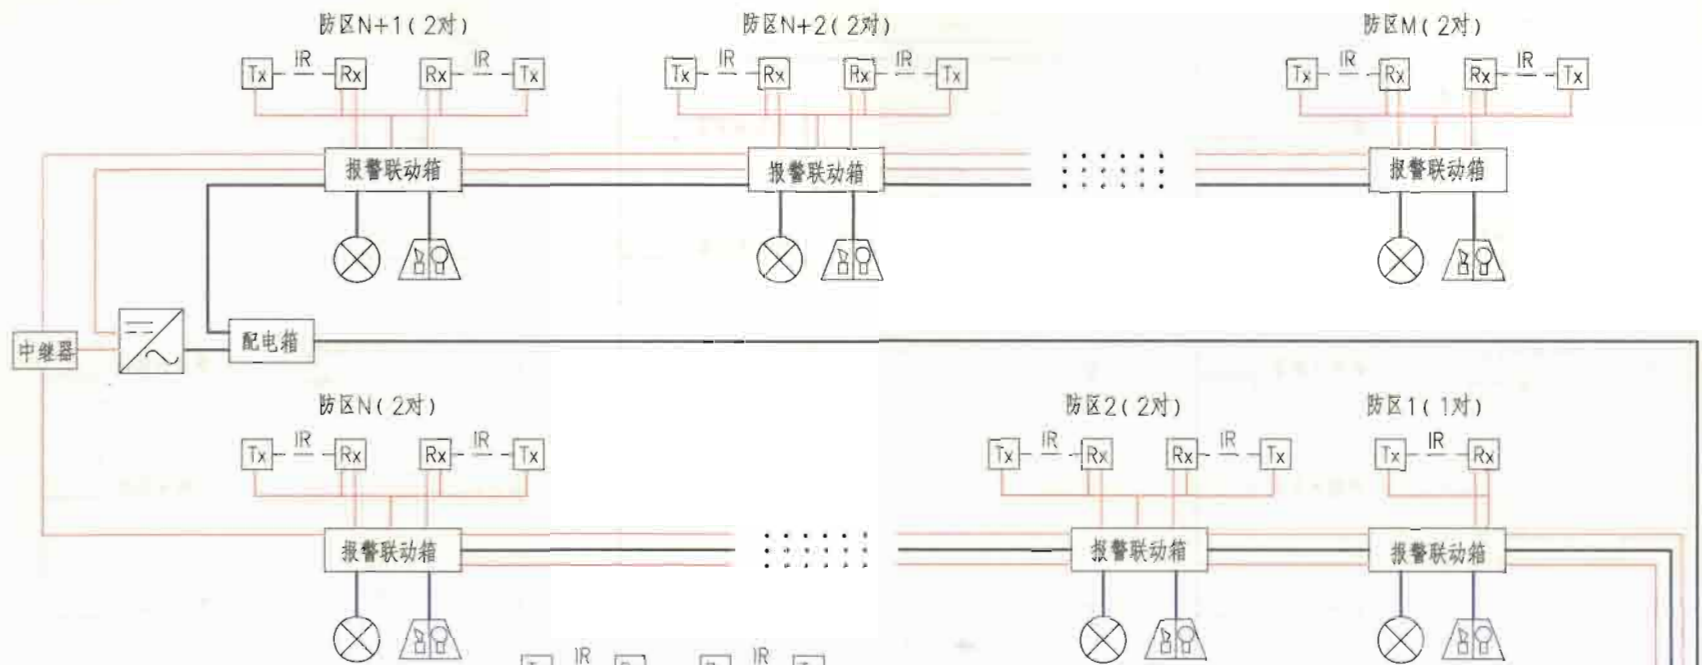 防区N+1(2对) 防区N+2(2对) 防区M(2对)
Tx IR Rx Rx IR Tx Tx IR Rx Rx IR Tx Tx IR Rx Rx IR Tx
报警联动箱 报警联动箱 报警联动箱
中继器 配电箱
防区N(2对) 防区2(2对) 防区1(1对)
Tx IR Rx Rx IR Tx Tx IR Rx Rx IR Tx Tx IR Rx
报警联动箱 报警联动箱 报警联动箱
IR IR